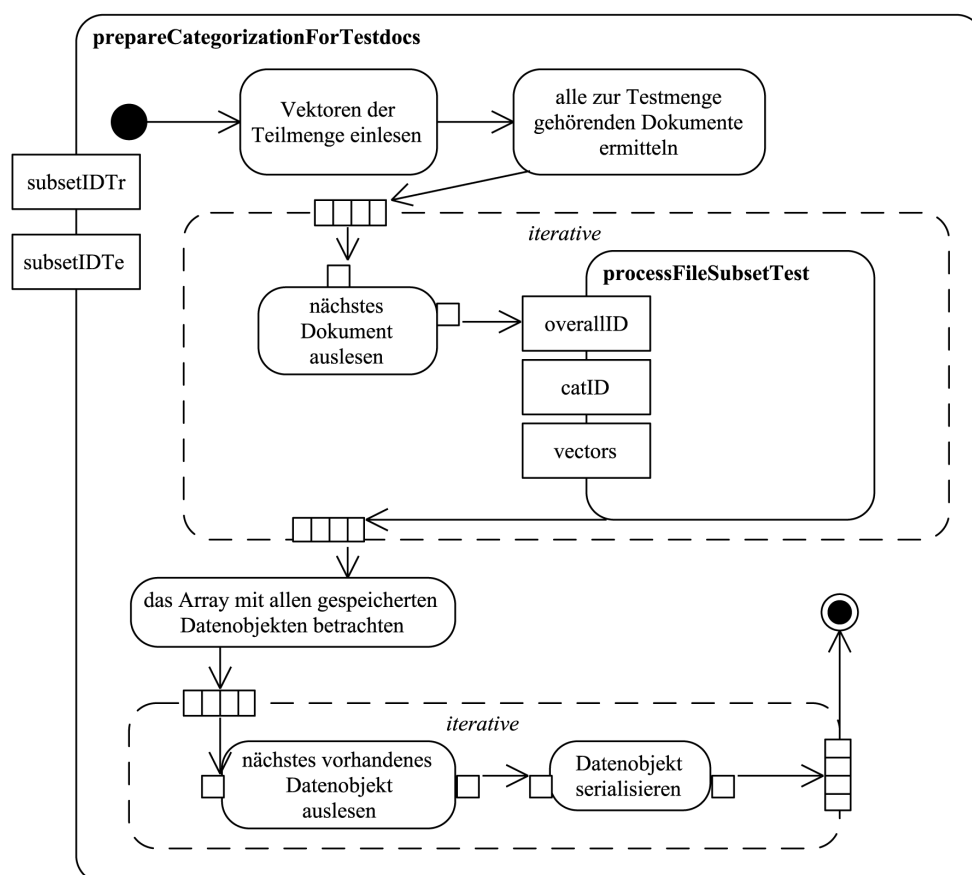 prepareCategorizationForTestdocs
Vektoren der
Teilmenge einlesen
alle zur Testmenge
gehörenden Dokumente
ermitteln
subsetIDTr
subsetIDTe
iterative
processFileSubsetTest
nächstes
Dokument
auslesen
overallID
catID
vectors
das Array mit allen gespeicherten
Datenobjekten betrachten
iterative
nächstes vorhandenes
Datenobjekt
auslesen
Datenobjekt
serialisieren